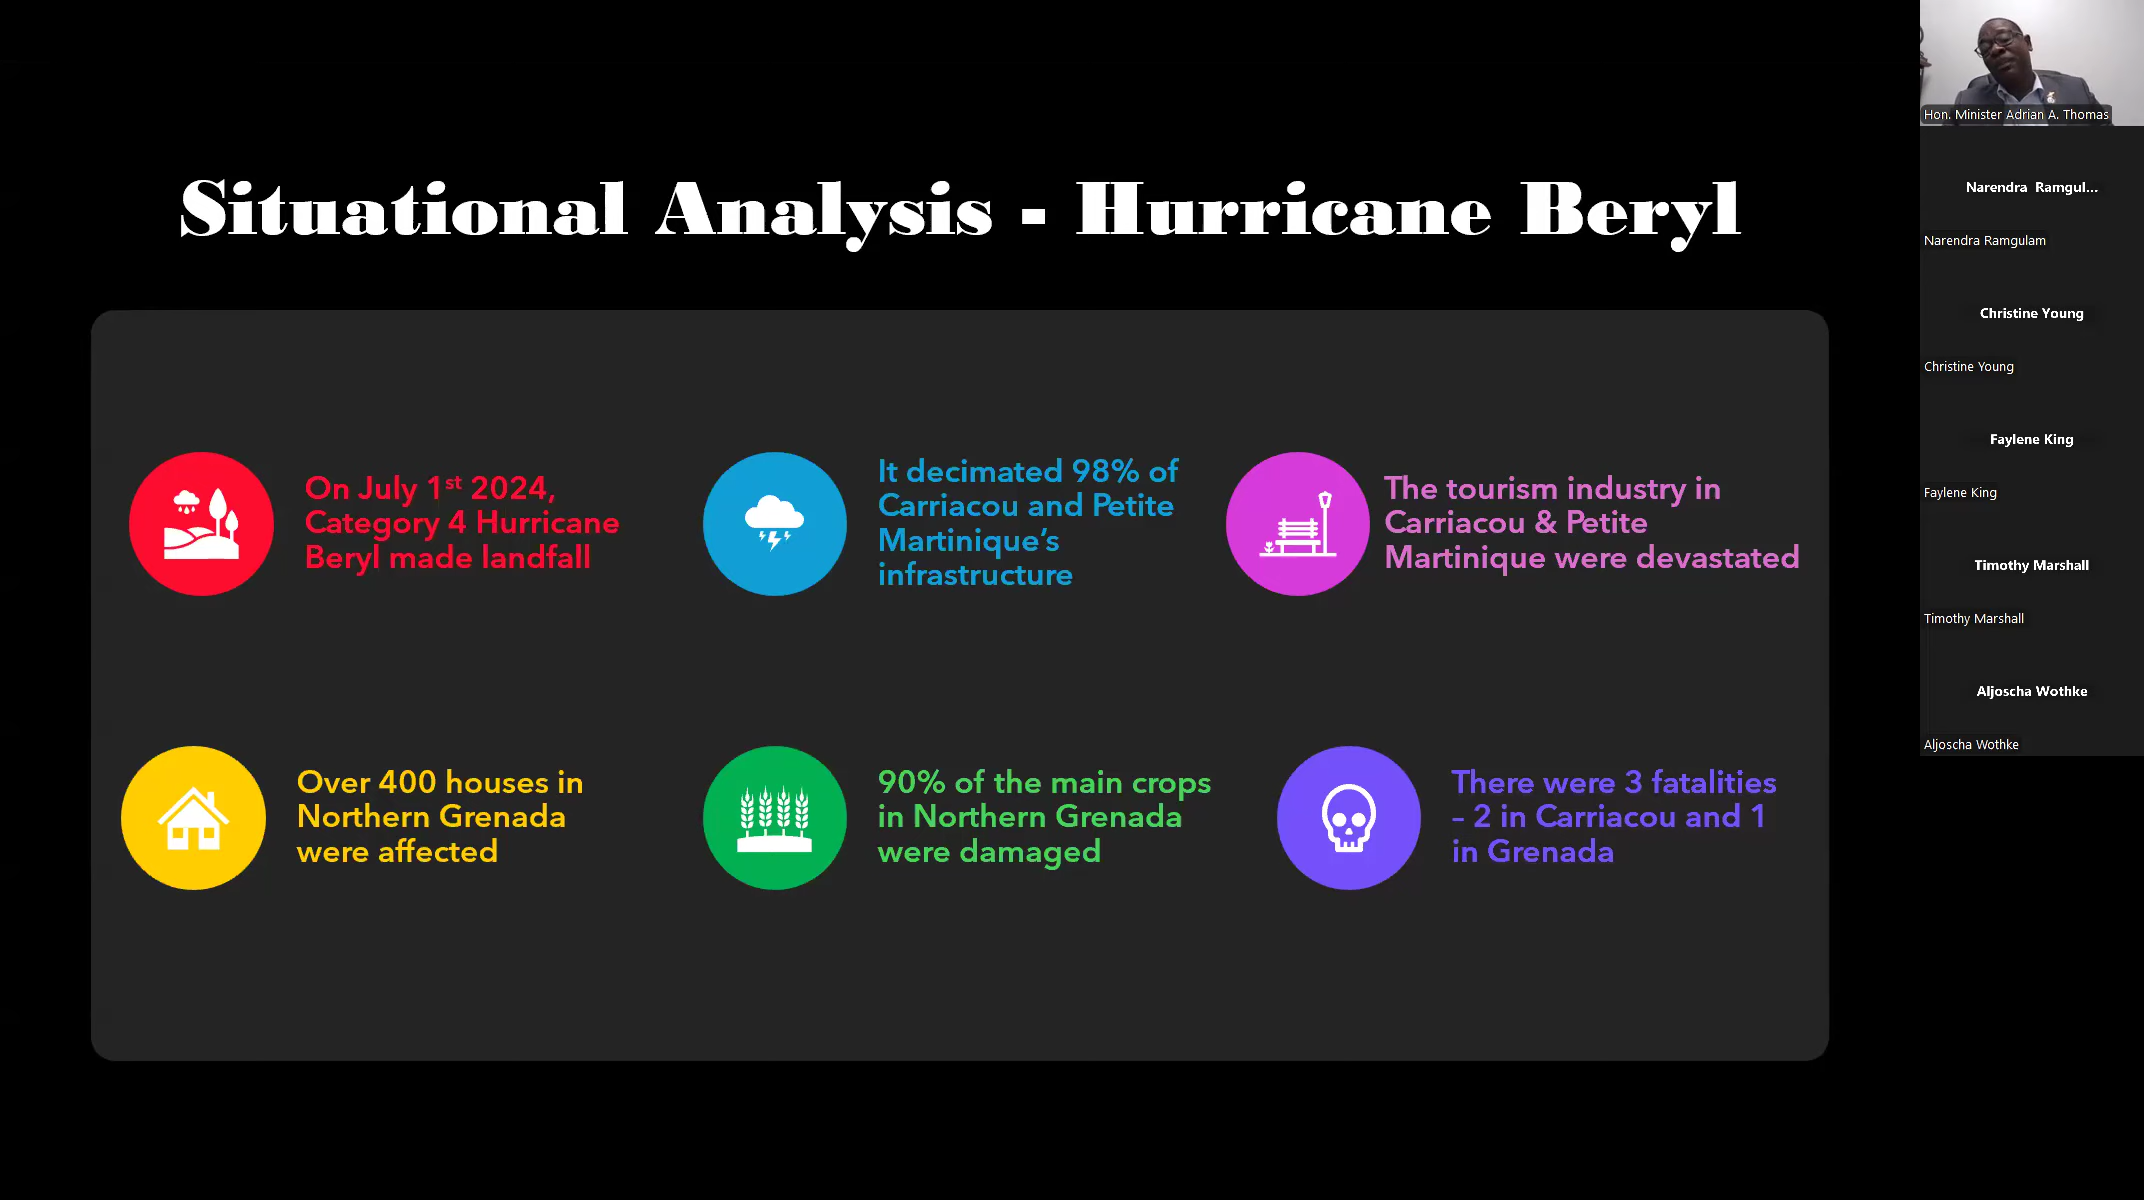 Situational Analysis - Hurricane Beryl
On July 1st 2024,
Category 4 Hurricane
Beryl made landfall
It decimated 98% of
Carriacou and Petite
Martinique’s
infrastructure
The tourism industry in
Carriacou & Petite
Martinique were devastated
Over 400 houses in
Northern Grenada
were affected
90% of the main crops
in Northern Grenada
were damaged
There were 3 fatalities
– 2 in Carriacou and 1
in Grenada
Hon. Minister Adrian A. Thomas
Narendra Ramgul...
Narendra Ramgulam
Christine Young
Christine Young
Faylene King
Faylene King
Timothy Marshall
Timothy Marshall
Aljoscha Wothke
Aljoscha Wothke